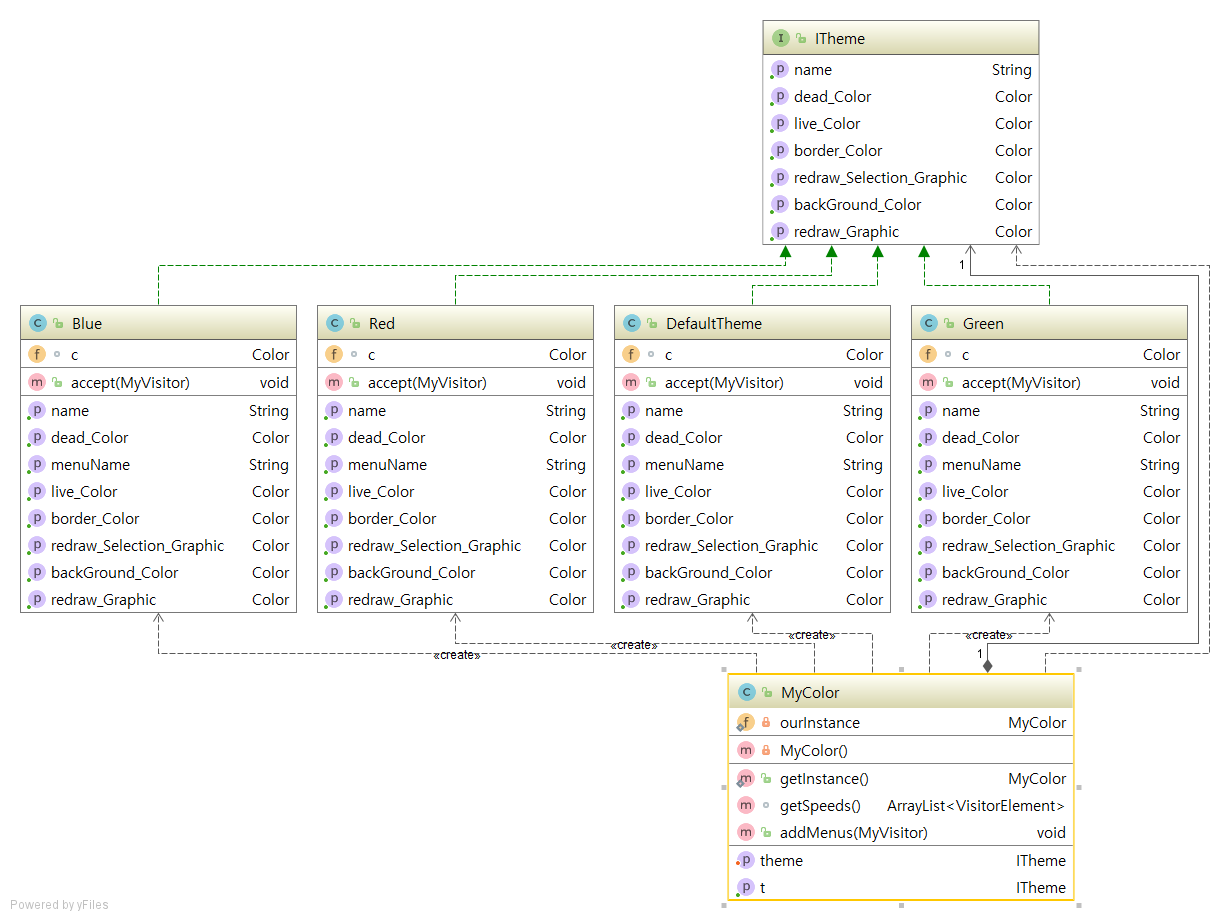 I ITheme
p name String
p dead_Color Color
p live_Color Color
p border_Color Color
p redraw_Selection_Graphic Color
p backGround_Color Color
p redraw_Graphic Color
1
C Blue
f c Color
m accept(MyVisitor) void
p name String
p dead_Color Color
p menuName String
p live_Color Color
p border_Color Color
p redraw_Selection_Graphic Color
p backGround_Color Color
p redraw_Graphic Color
C Red
f c Color
m accept(MyVisitor) void
p name String
p dead_Color Color
p menuName String
p live_Color Color
p border_Color Color
p redraw_Selection_Graphic Color
p backGround_Color Color
p redraw_Graphic Color
C DefaultTheme
f c Color
m accept(MyVisitor) void
p name String
p dead_Color Color
p menuName String
p live_Color Color
p border_Color Color
p redraw_Selection_Graphic Color
p backGround_Color Color
p redraw_Graphic Color
C Green
f c Color
m accept(MyVisitor) void
p name String
p dead_Color Color
p menuName String
p live_Color Color
p border_Color Color
p redraw_Selection_Graphic Color
p backGround_Color Color
p redraw_Graphic Color
«create»
«create»
«create»
«create»
1
C MyColor
f ourInstance MyColor
m MyColor()
m getInstance() MyColor
m getSpeeds() ArrayList<VisitorElement>
m addMenus(MyVisitor) void
p theme ITheme
p t ITheme
Powered by yFiles